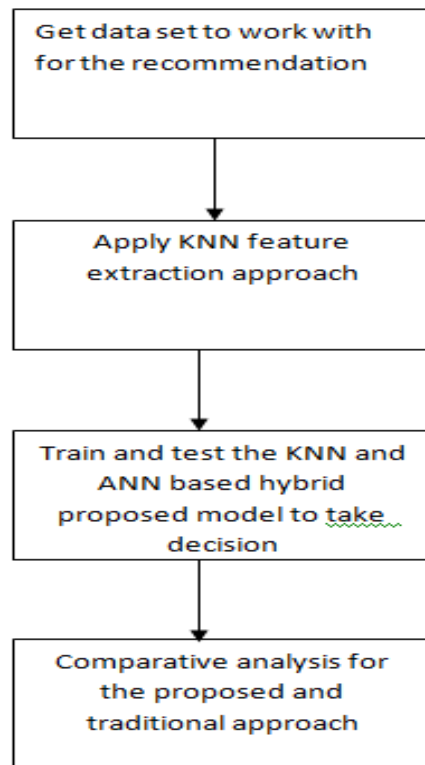 Get data set to work with
for the recommendation
Apply KNN feature
extraction approach
Train and test the KNN and
ANN based hybrid
proposed model to take
decision
Comparative analysis for
the proposed and
traditional approach